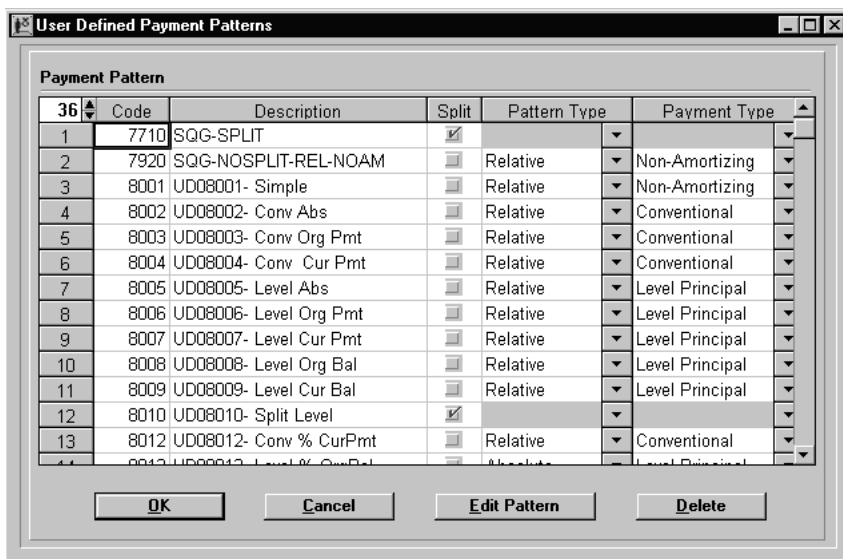 User Defined Payment Patterns
Payment Pattern
36 Code Description Split Pattern Type Payment Type
1 7710 SQG-SPLIT
2 7920 SQG-NOSPLIT-REL-NOAM Relative Non-Amortizing
3 8001 UD08001- Simple Relative Non-Amortizing
4 8002 UD08002- Conv Abs Relative Conventional
5 8003 UD08003- Conv Org Pmt Relative Conventional
6 8004 UD08004- Conv Cur Pmt Relative Conventional
7 8005 UD08005- Level Abs Relative Level Principal
8 8006 UD08006- Level Org Pmt Relative Level Principal
9 8007 UD08007- Level Cur Pmt Relative Level Principal
10 8008 UD08008- Level Org Bal Relative Level Principal
11 8009 UD08009- Level Cur Bal Relative Level Principal
12 8010 UD08010- Split Level
13 8012 UD08012- Conv % CurPmt Relative Conventional
OK Cancel Edit Pattern Delete